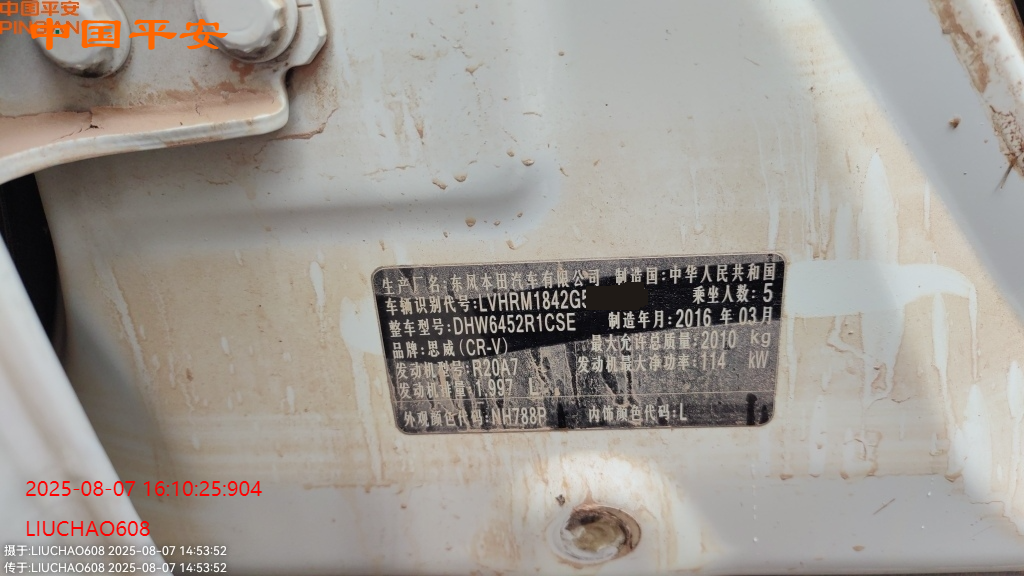 中国平安
PINGAN
中国平安
生产厂名:东风本田汽车有限公司 制造国:中华人民共和国
车辆识别代号:LVHRM1842G5 乘坐人数:5
整车型号:DHW6452R1CSE 制造年月:2016 年 03月
品牌:思威(CR-V) 最大允许总质量:2010 kg
发动机型号:R20A7 发动机最大净功率:114 kW
发动机排量:1.997 L
外观颜色代码:NH788P 内饰颜色代码:L
2025-08-07 16:10:25:904
LIUCHAO608
摄于:LIUCHAO608 2025-08-07 14:53:52
传于:LIUCHAO608 2025-08-07 14:53:52